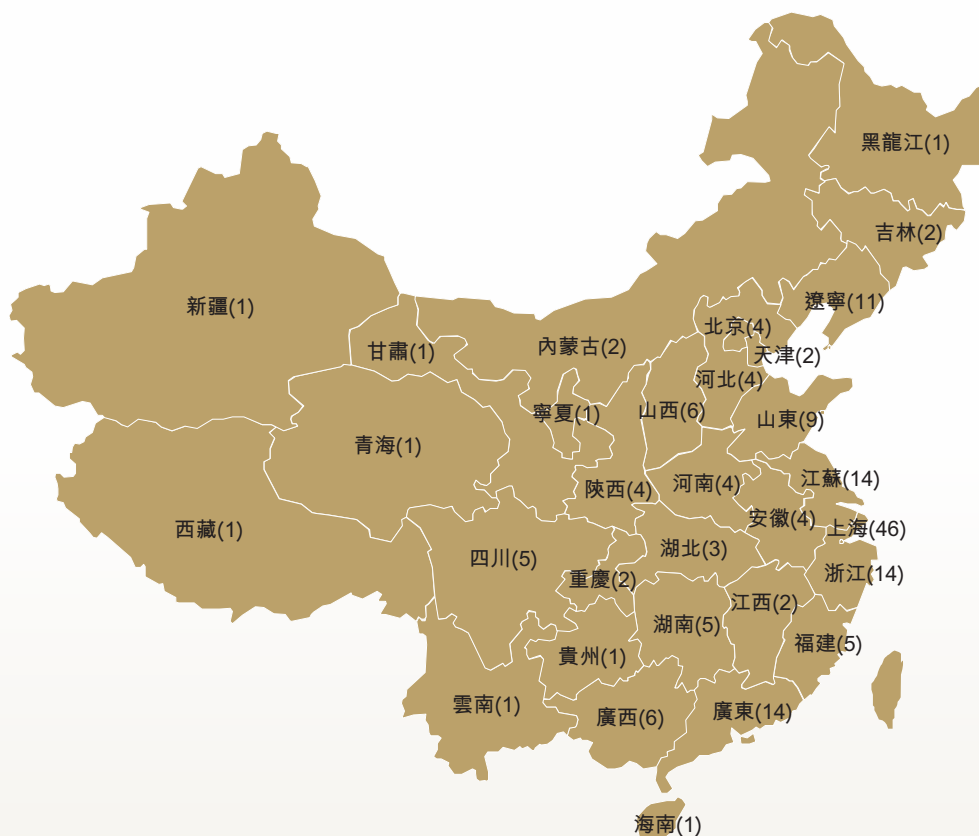 黑龍江(1)
吉林(2)
遼寧(11)
新疆(1)
北京(4)
內蒙古(2)
甘肅(1)
天津(2)
河北(4)
寧夏(1)
山西(6)
山東(9)
青海(1)
江蘇(14)
河南(4)
陝西(4)
安徽(4)
西藏(1)
上海(46)
湖北(3)
四川(5)
浙江(14)
重慶(2)
江西(2)
湖南(5)
福建(5)
貴州(1)
雲南(1)
廣東(14)
廣西(6)
海南(1)